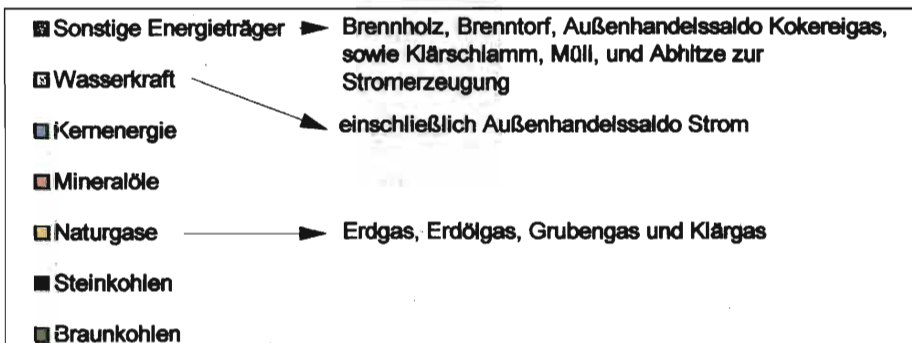 Sonstige Energieträger
Brennholz, Brenntorf, Außenhandelssaldo Kokereigas,
sowie Klärschlamm, Müll, und Abhitze zur
Stromerzeugung
Wasserkraft
einschließlich Außenhandelssaldo Strom
Kernenergie
Mineralöle
Naturgase
Erdgas, Erdölgas, Grubengas und Klärgas
Steinkohlen
Braunkohlen